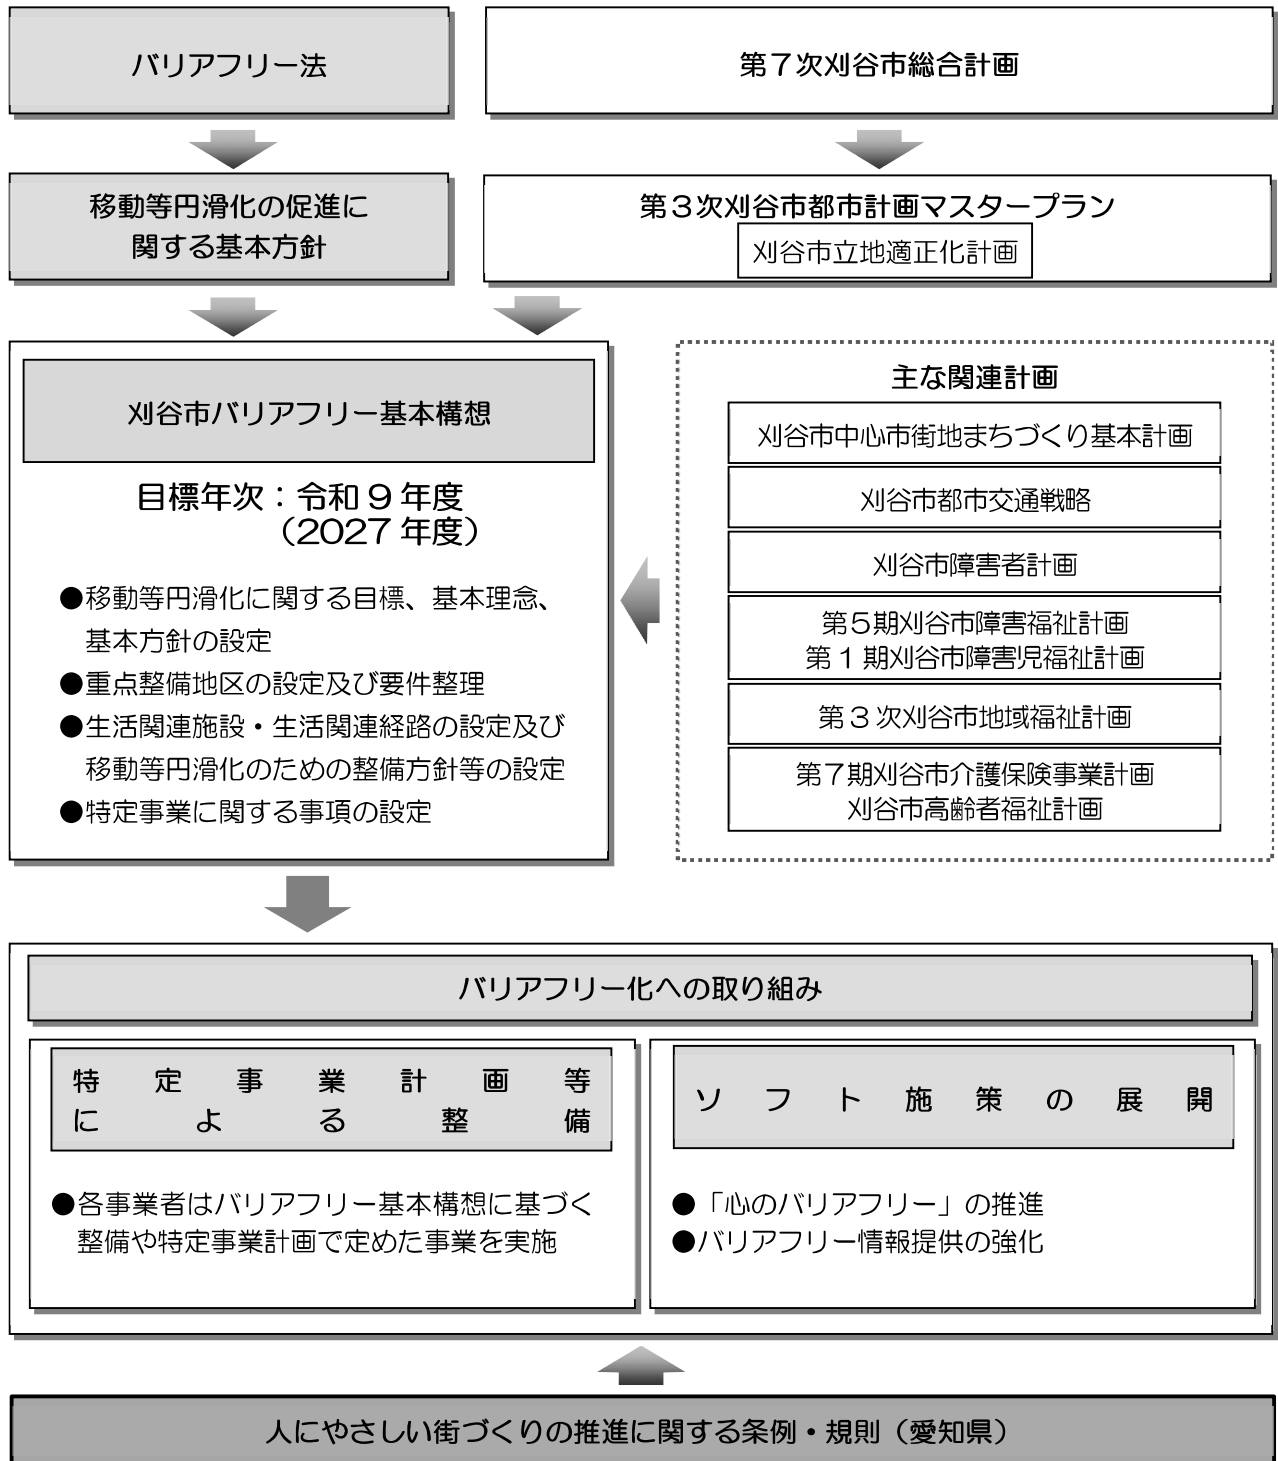 バリアフリー法
第７次刈谷市総合計画
移動等円滑化の促進に
関する基本方針
第３次刈谷市都市計画マスタープラン
刈谷市立地適正化計画
刈谷市バリアフリー基本構想
目標年次：令和９年度
（2027年度）
●移動等円滑化に関する目標、基本理念、
基本方針の設定
●重点整備地区の設定及び要件整理
●生活関連施設・生活関連経路の設定及び
移動等円滑化のための整備方針等の設定
●特定事業に関する事項の設定
主な関連計画
刈谷市中心市街地まちづくり基本計画
刈谷市都市交通戦略
刈谷市障害者計画
第５期刈谷市障害福祉計画
第１期刈谷市障害児福祉計画
第３次刈谷市地域福祉計画
第７期刈谷市介護保険事業計画
刈谷市高齢者福祉計画
バリアフリー化への取り組み
特定事業計画等
による整備
●各事業者はバリアフリー基本構想に基づく
整備や特定事業計画で定めた事業を実施
ソフト施策の展開
●「心のバリアフリー」の推進
●バリアフリー情報提供の強化
人にやさしい街づくりの推進に関する条例・規則（愛知県）